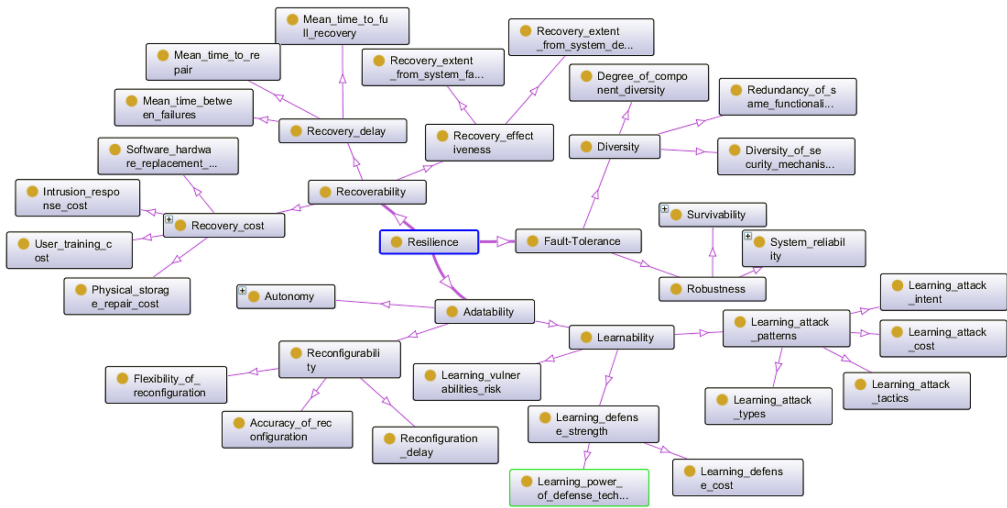 Mean_time_to_fu
ll_recovery
Mean_time_to_re
pair
Mean_time_betwe
en_failures
Recovery_delay
Recovery_extent
_from_system_fa...
Recovery_extent
_from_system_de...
Recovery_effect
iveness
Degree_of_compo
nent_diversity
Redundancy_of_s
ame_functionali...
Diversity
Diversity_of_se
curity_mechanis...
Software_hardwa
re_replacement_...
Intrusion_respo
nse_cost
Recoverability
Recovery_cost
User_training_c
ost
Physical_storag
e_repair_cost
Resilience
Fault-Tolerance
Survivability
System_reliabil
ity
Robustness
Autonomy
Adatability
Learnability
Learning_attack
_patterns
Learning_attack
_intent
Learning_attack
_cost
Learning_attack
_tactics
Learning_attack
_types
Reconfigurabili
ty
Flexibility_of_
reconfiguration
Accuracy_of_rec
onfiguration
Reconfiguration
_delay
Learning_vulner
abilities_risk
Learning_defens
e_strength
Learning_power_
of_defense_tech...
Learning_defens
e_cost